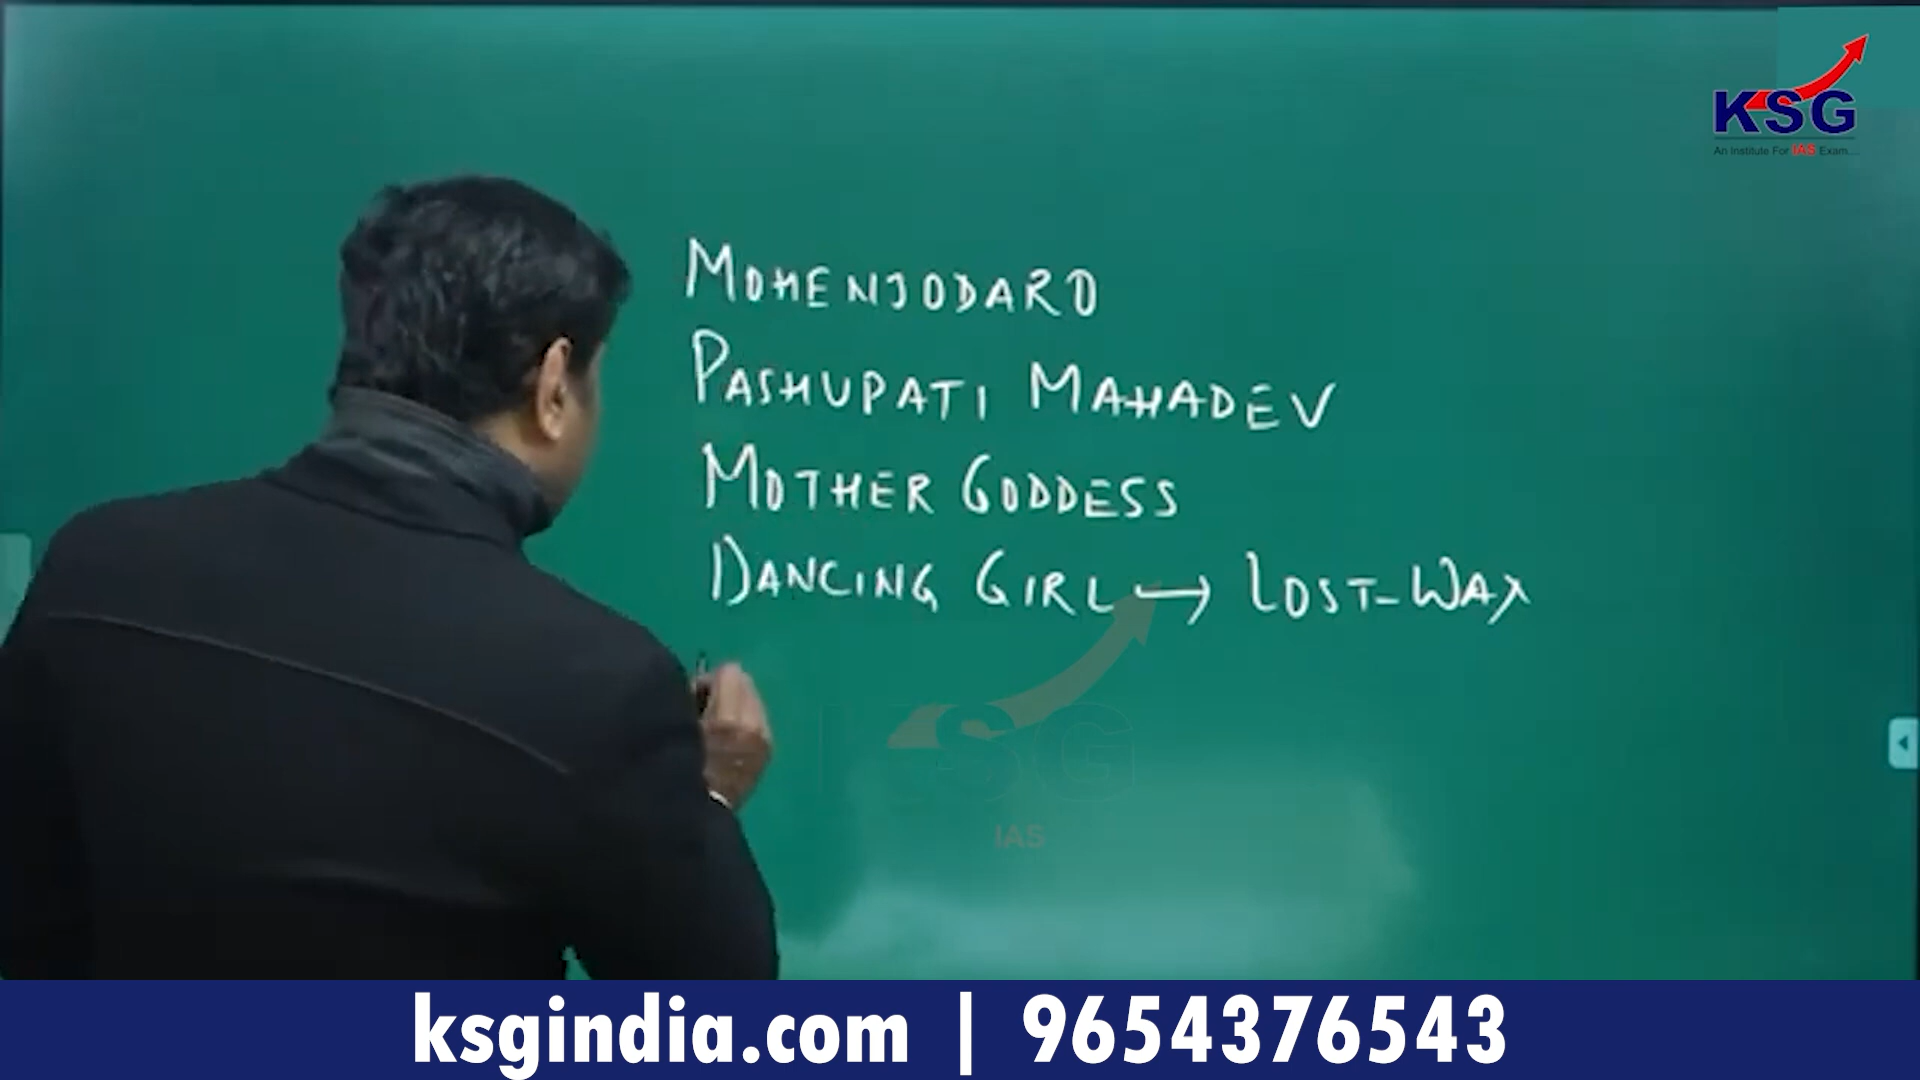 KSG
An Institute For IAS Exam...
MOHENJODARO
PASHUPATI MAHADEV
MOTHER GODDESS
DANCING GIRL → LOST-WAX
KSG
IAS
ksgindia.com | 9654376543